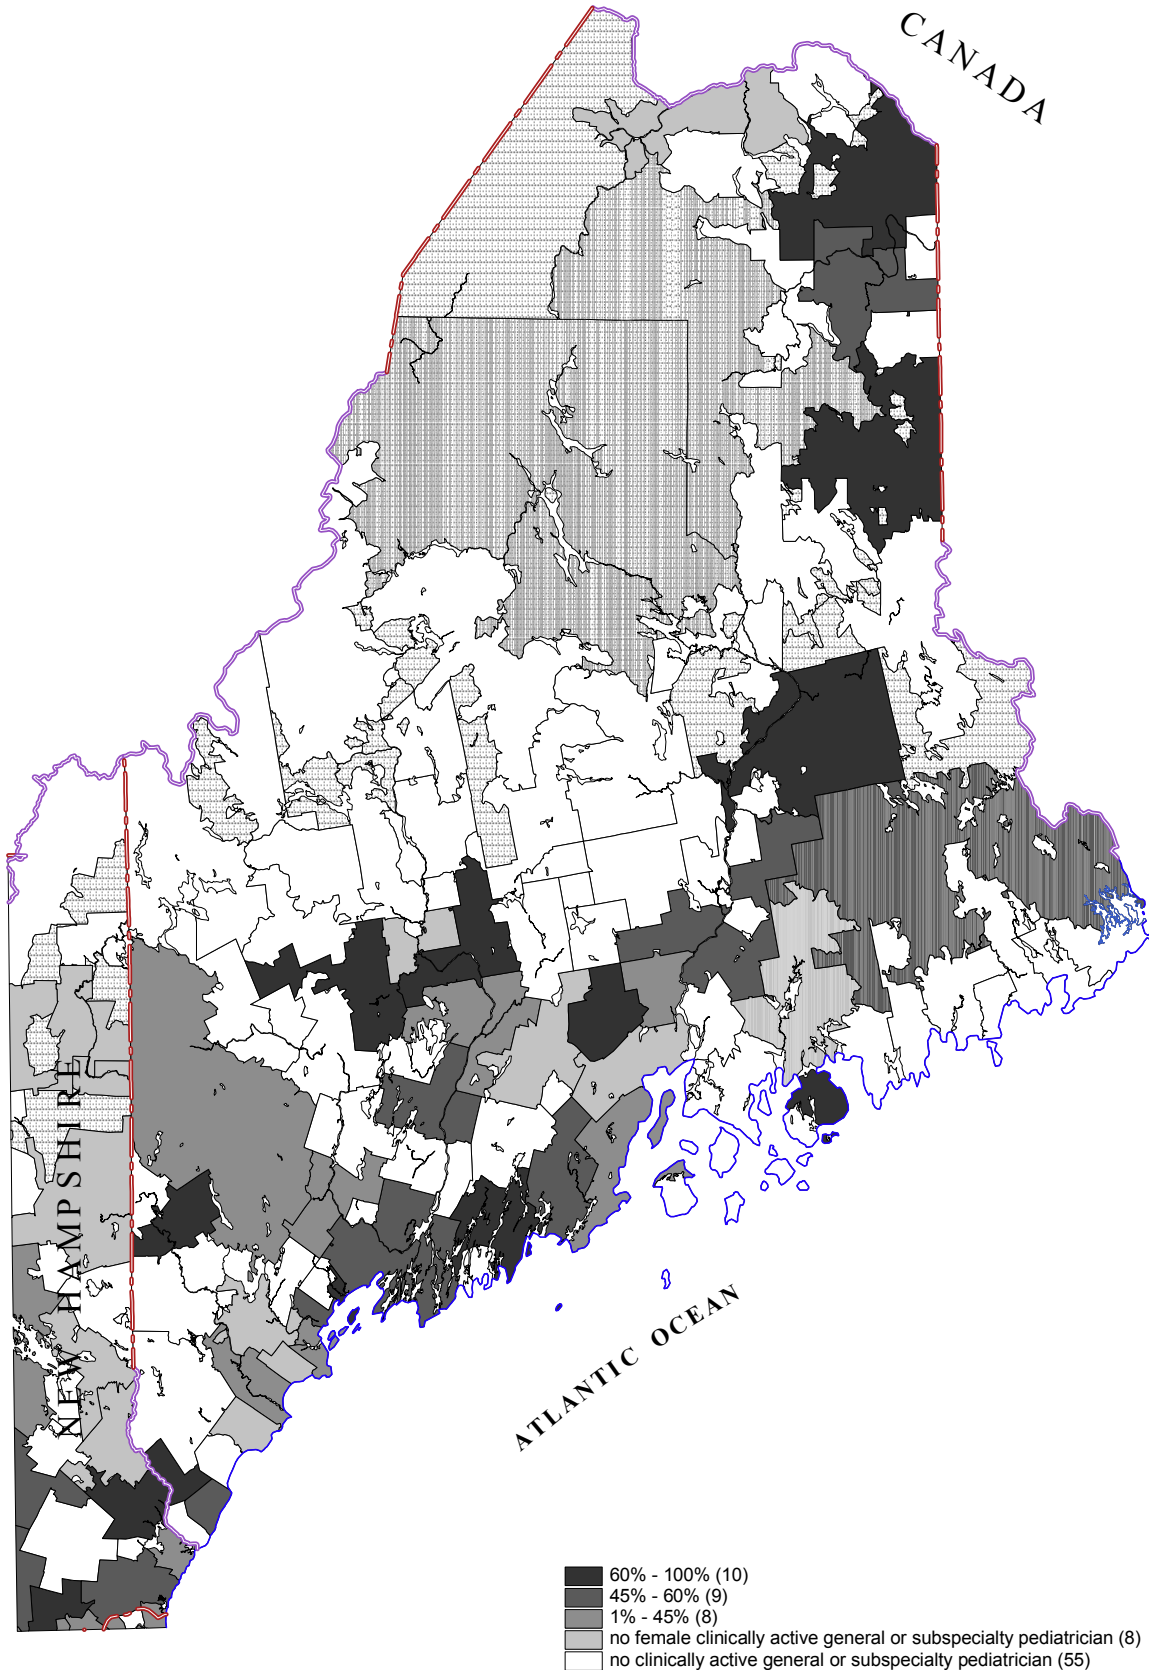 CANADA
NEW HAMPSHIRE
ATLANTIC OCEAN
60% - 100% (10)
45% - 60% (9)
1% - 45% (8)
no female clinically active general or subspecialty pediatrician (8)
no clinically active general or subspecialty pediatrician (55)